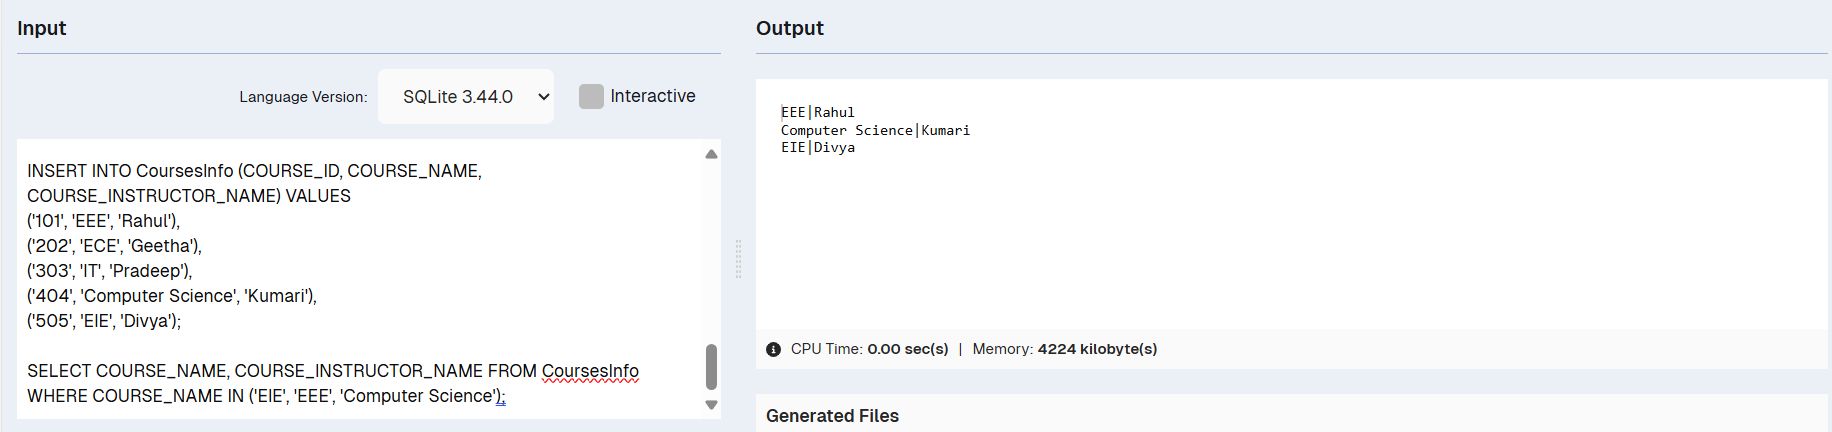 Input
Language Version: SQLite 3.44.0 Interactive
INSERT INTO CoursesInfo (COURSE_ID, COURSE_NAME,
COURSE_INSTRUCTOR_NAME) VALUES
('101', 'EEE', 'Rahul'),
('202', 'ECE', 'Geetha'),
('303', 'IT', 'Pradeep'),
('404', 'Computer Science', 'Kumari'),
('505', 'EIE', 'Divya');
SELECT COURSE_NAME, COURSE_INSTRUCTOR_NAME FROM CoursesInfo
WHERE COURSE_NAME IN ('EIE', 'EEE', 'Computer Science');
Output
EEE|Rahul
Computer Science|Kumari
EIE|Divya
CPU Time: 0.00 sec(s) | Memory: 4224 kilobyte(s)
Generated Files